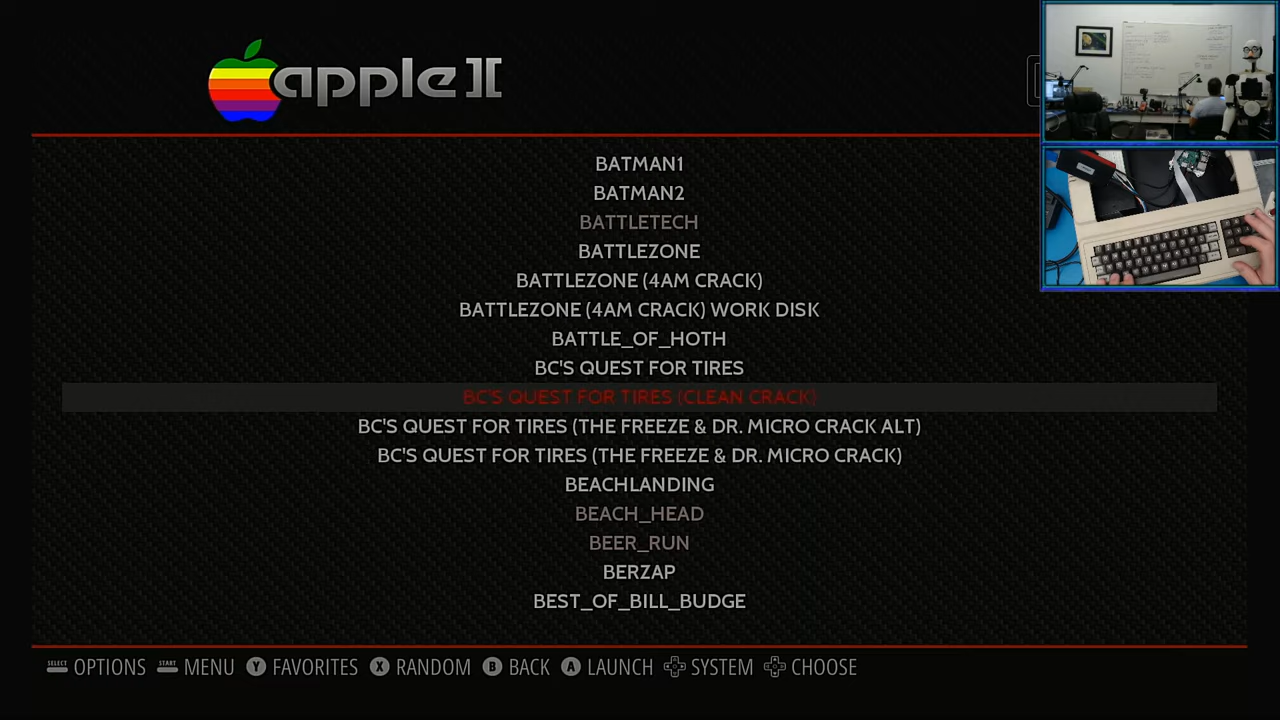 apple ][
BATMAN1
BATMAN2
BATTLETECH
BATTLEZONE
BATTLEZONE (4AM CRACK)
BATTLEZONE (4AM CRACK) WORK DISK
BATTLE_OF_HOTH
BC'S QUEST FOR TIRES
BC'S QUEST FOR TIRES (CLEAN CRACK)
BC'S QUEST FOR TIRES (THE FREEZE & DR. MICRO CRACK ALT)
BC'S QUEST FOR TIRES (THE FREEZE & DR. MICRO CRACK)
BEACHLANDING
BEACH_HEAD
BEER_RUN
BERZAP
BEST_OF_BILL_BUDGE
SELECT OPTIONS START MENU Y FAVORITES X RANDOM B BACK A LAUNCH SYSTEM CHOOSE